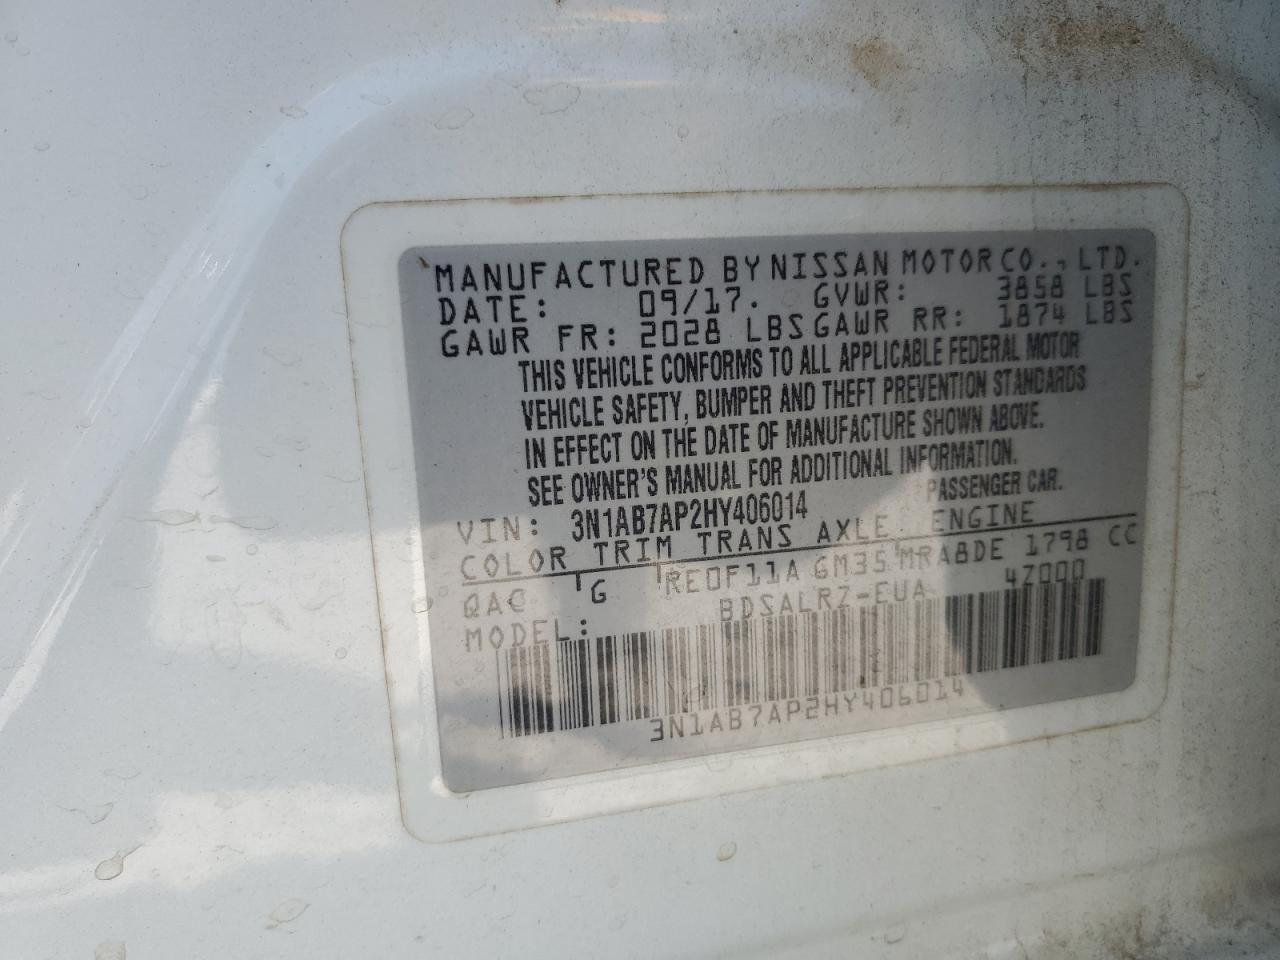 MANUFACTURED BY NISSAN MOTOR CO., LTD.
DATE: 09/17. GVWR: 3858 LBS
GAWR FR: 2028 LBS GAWR RR: 1874 LBS
THIS VEHICLE CONFORMS TO ALL APPLICABLE FEDERAL MOTOR
VEHICLE SAFETY, BUMPER AND THEFT PREVENTION STANDARDS
IN EFFECT ON THE DATE OF MANUFACTURE SHOWN ABOVE.
SEE OWNER'S MANUAL FOR ADDITIONAL INFORMATION.
VIN: 3N1AB7AP2HY406014 PASSENGER CAR.
COLOR TRIM TRANS AXLE ENGINE
QAC G RE0F11A GM35 MRA8DE 1798 CC
MODEL: BDSALRZ-EUA 4Z000
3N1AB7AP2HY406014